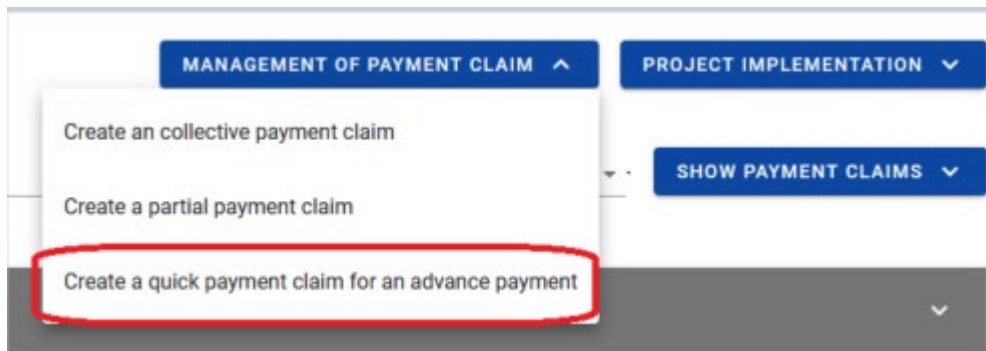 MANAGEMENT OF PAYMENT CLAIM
PROJECT IMPLEMENTATION
Create an collective payment claim
SHOW PAYMENT CLAIMS
Create a partial payment claim
Create a quick payment claim for an advance payment